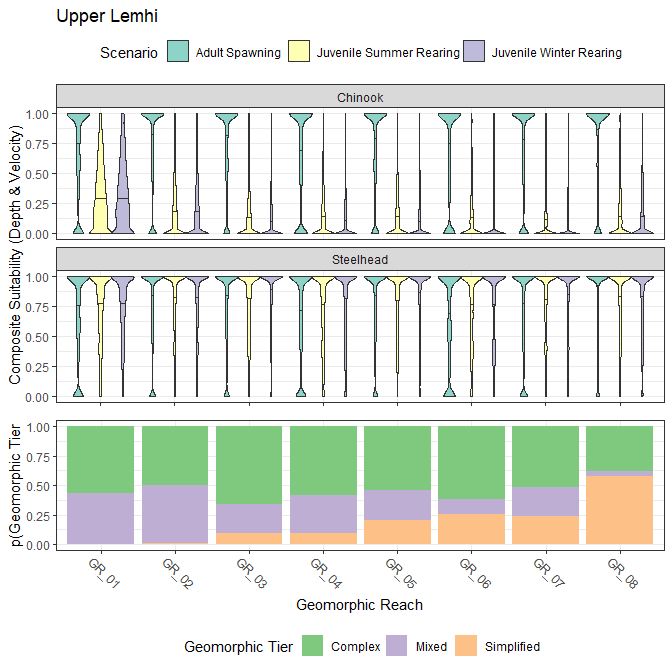 Upper Lemhi
Scenario Adult Spawning Juvenile Summer Rearing Juvenile Winter Rearing
Composite Suitability (Depth & Velocity)
Chinook
1.00
0.75
0.50
0.25
0.00
Steelhead
1.00
0.75
0.50
0.25
0.00
p(Geomorphic Tier
1.00
0.75
0.50
0.25
0.00
GR_01 GR_02 GR_03 GR_04 GR_05 GR_06 GR_07 GR_08
Geomorphic Reach
Geomorphic Tier Complex Mixed Simplified